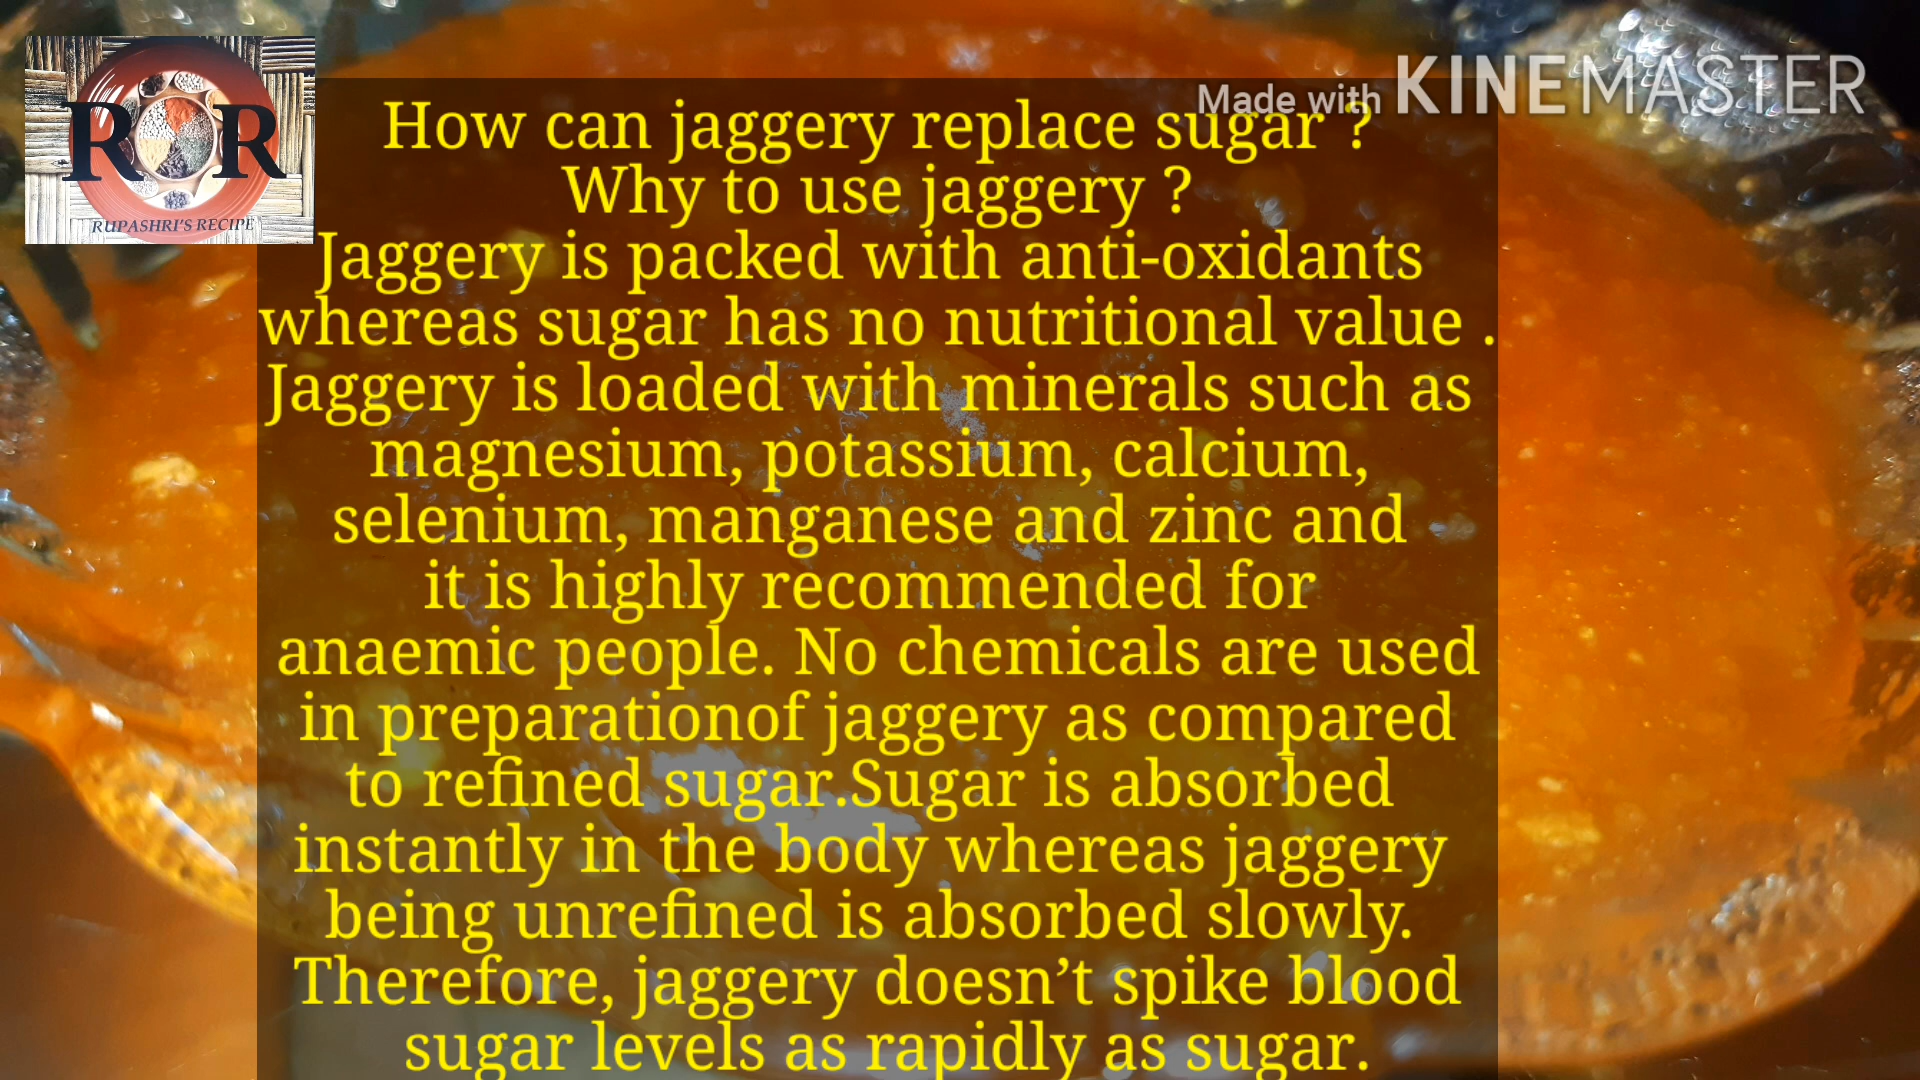 Made with KINEMASTER
R R
RUPASHRI'S RECIPE
How can jaggery replace sugar ?
Why to use jaggery ?
Jaggery is packed with anti-oxidants
whereas sugar has no nutritional value .
Jaggery is loaded with minerals such as
magnesium, potassium, calcium,
selenium, manganese and zinc and
it is highly recommended for
anaemic people. No chemicals are used
in preparationof jaggery as compared
to refined sugar.Sugar is absorbed
instantly in the body whereas jaggery
being unrefined is absorbed slowly.
Therefore, jaggery doesn’t spike blood
sugar levels as rapidly as sugar.